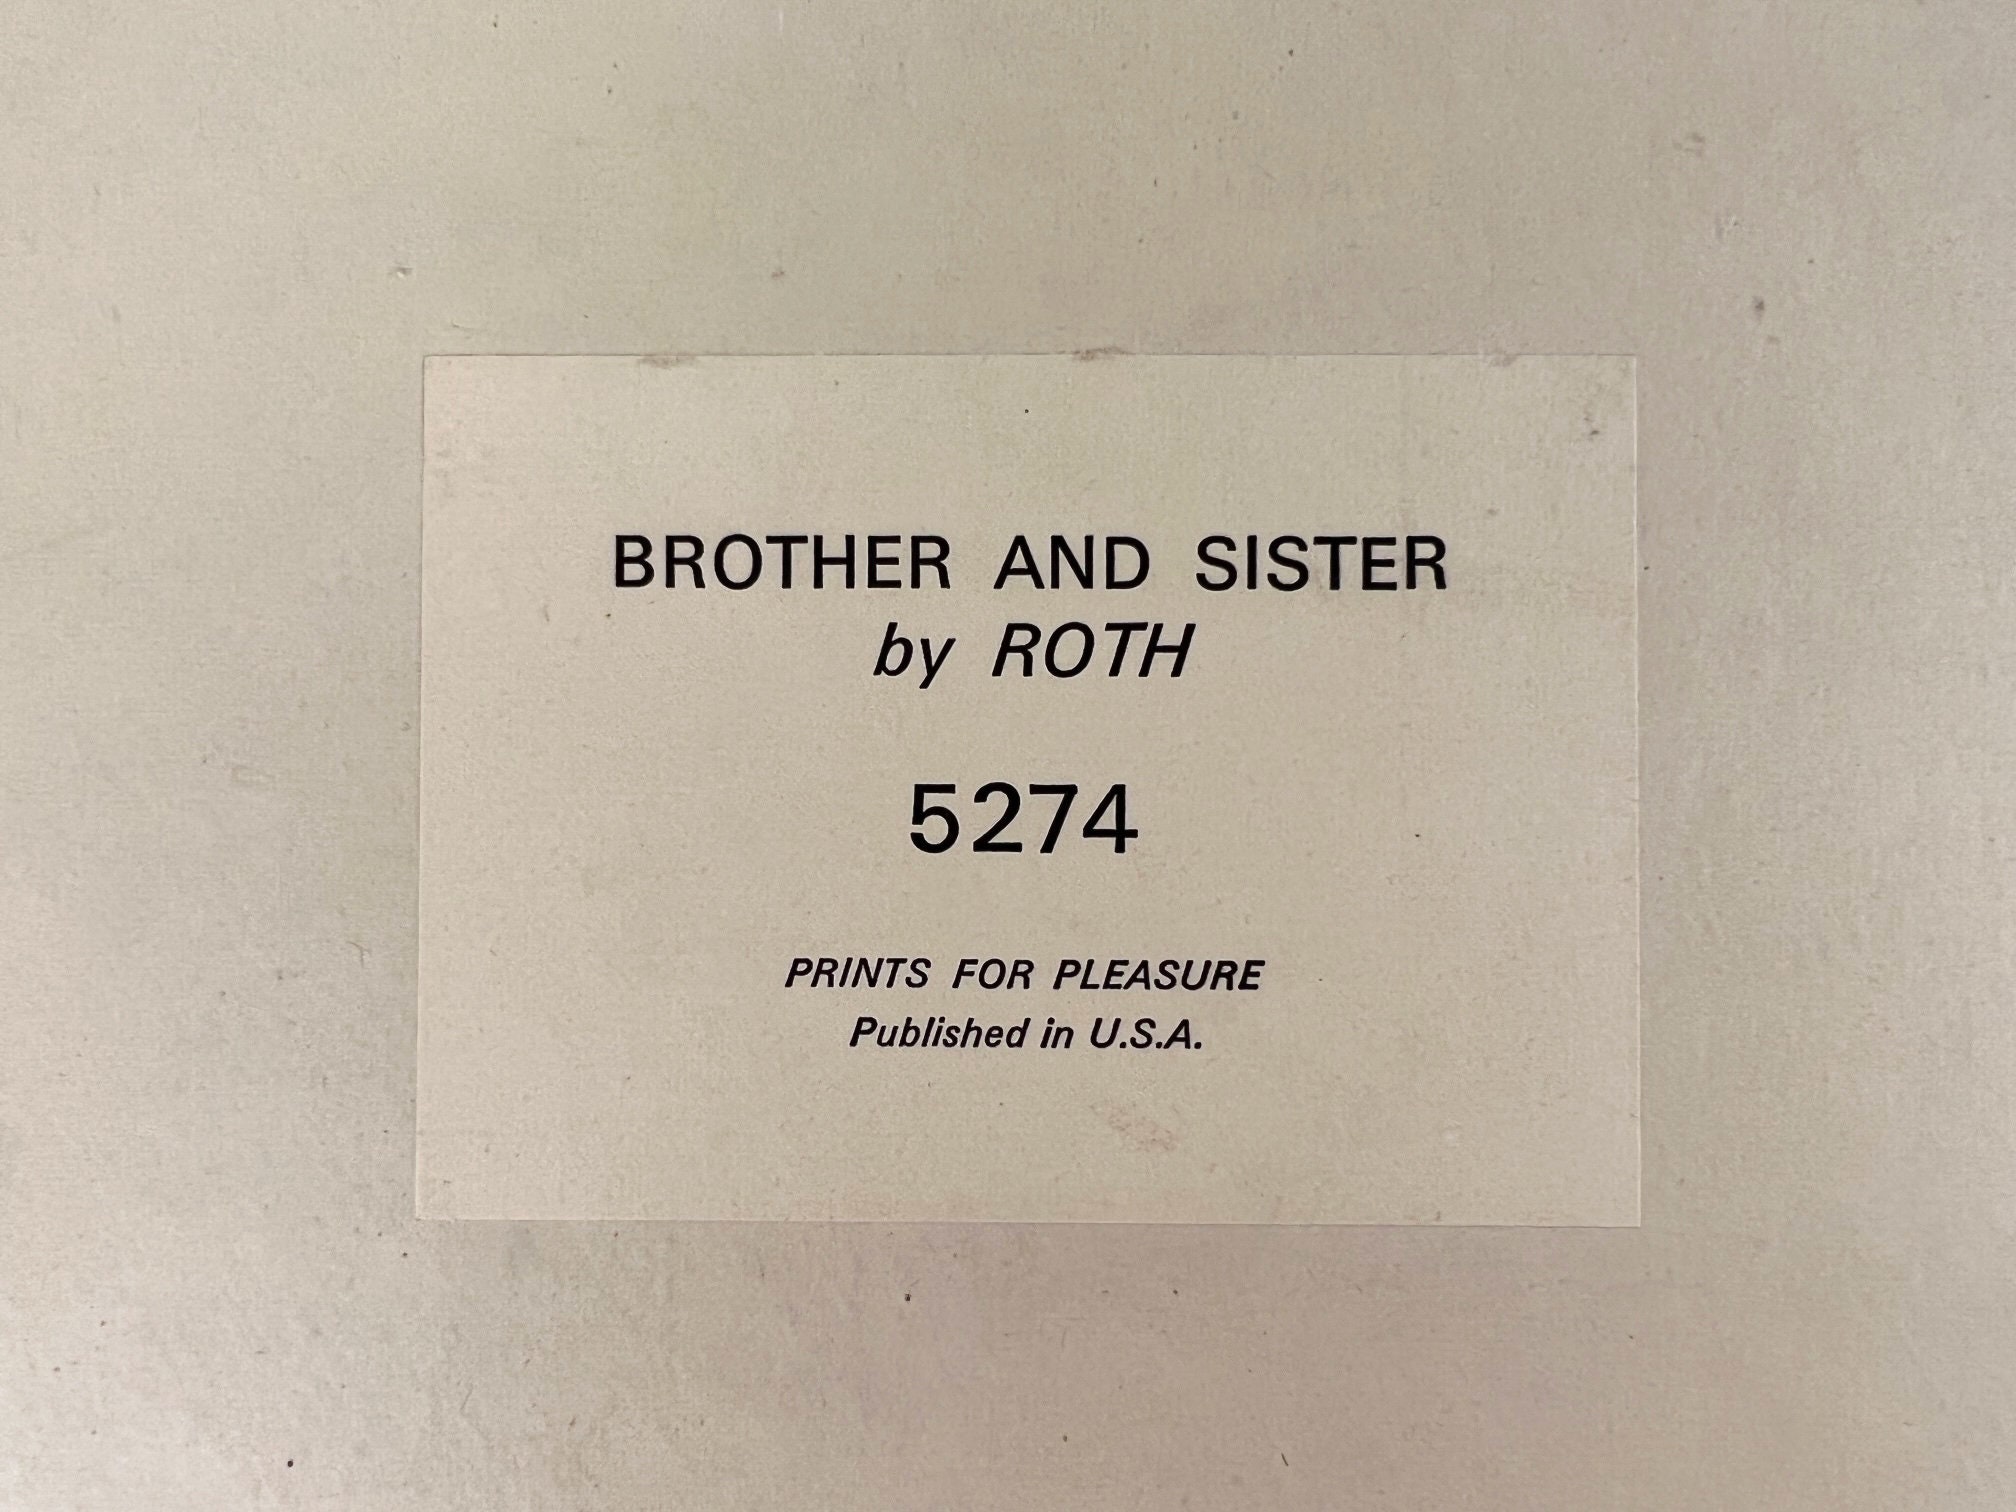 BROTHER AND SISTER
by ROTH
5274
PRINTS FOR PLEASURE
Published in U.S.A.